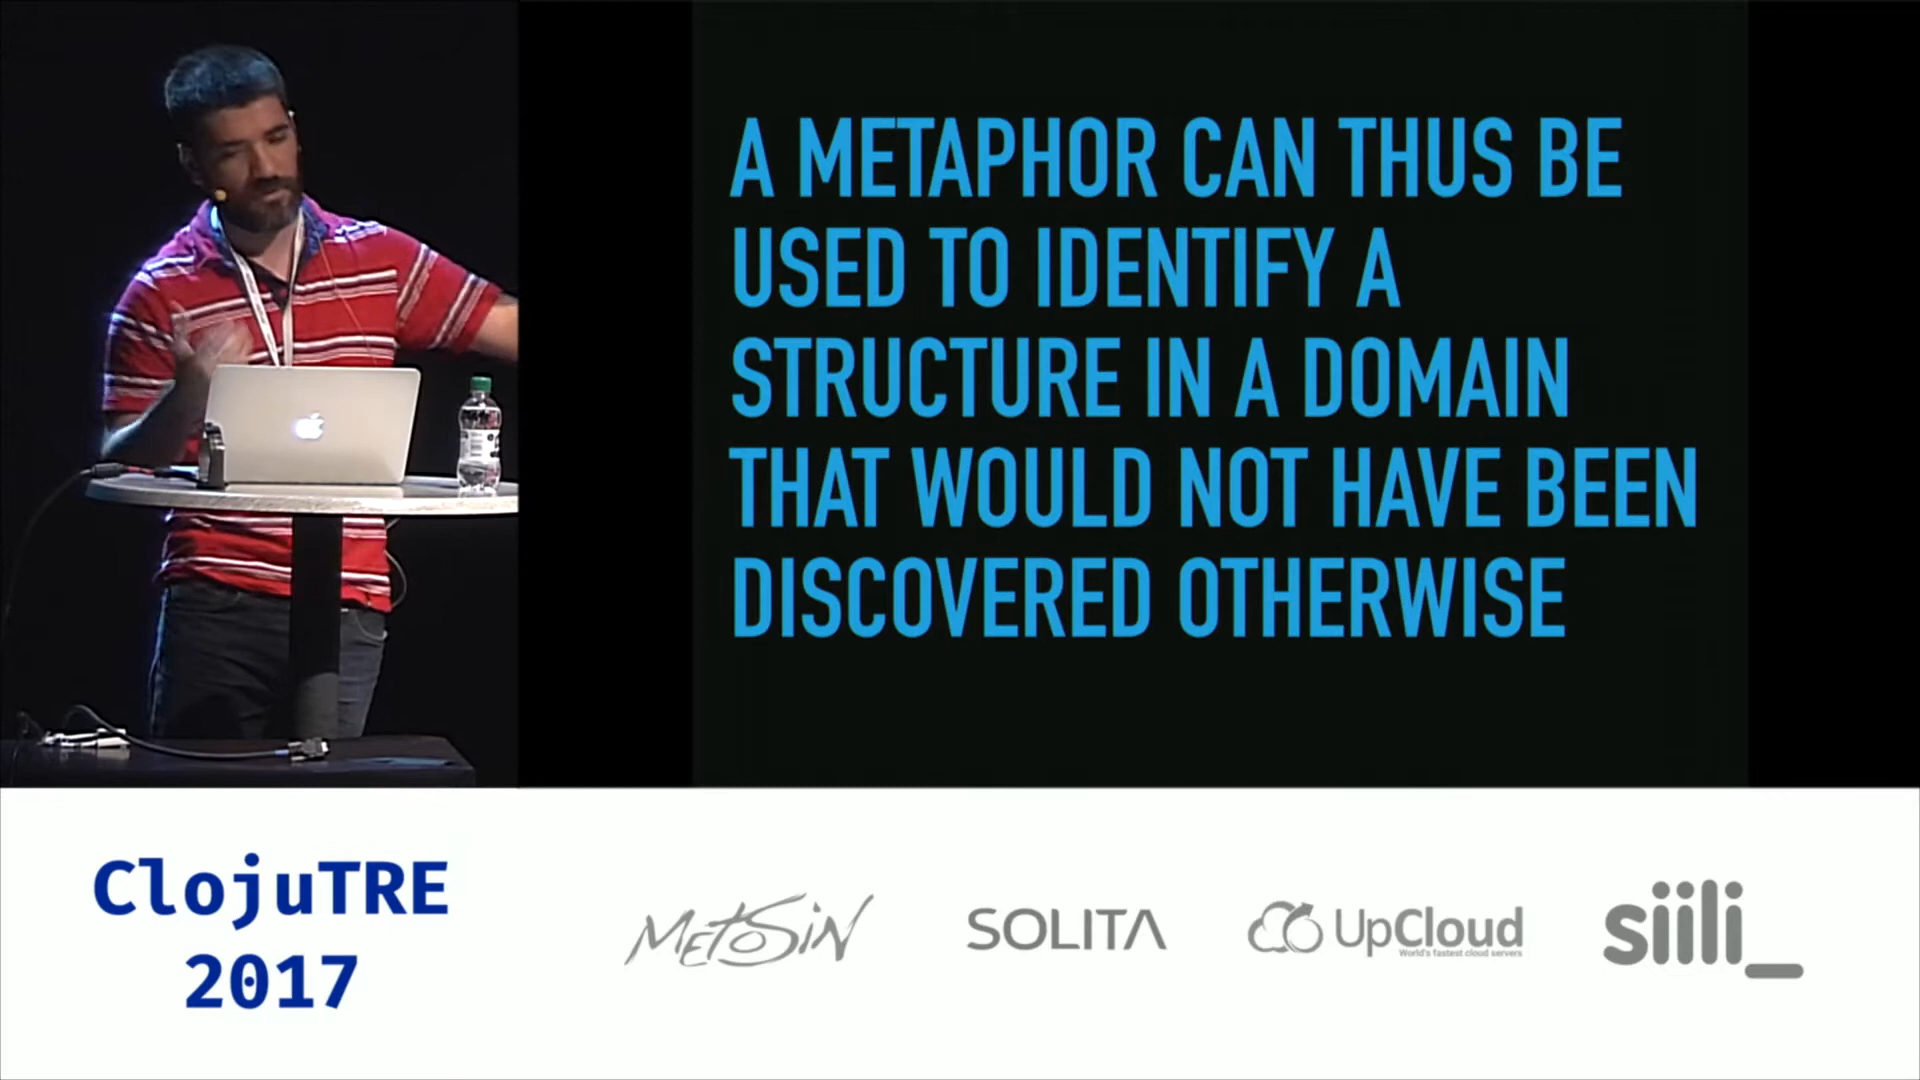 A METAPHOR CAN THUS BE
USED TO IDENTIFY A
STRUCTURE IN A DOMAIN
THAT WOULD NOT HAVE BEEN
DISCOVERED OTHERWISE
ClojuTRE
2017
METOSIN
SOLITA
UpCloud
World's fastest cloud servers
siili_